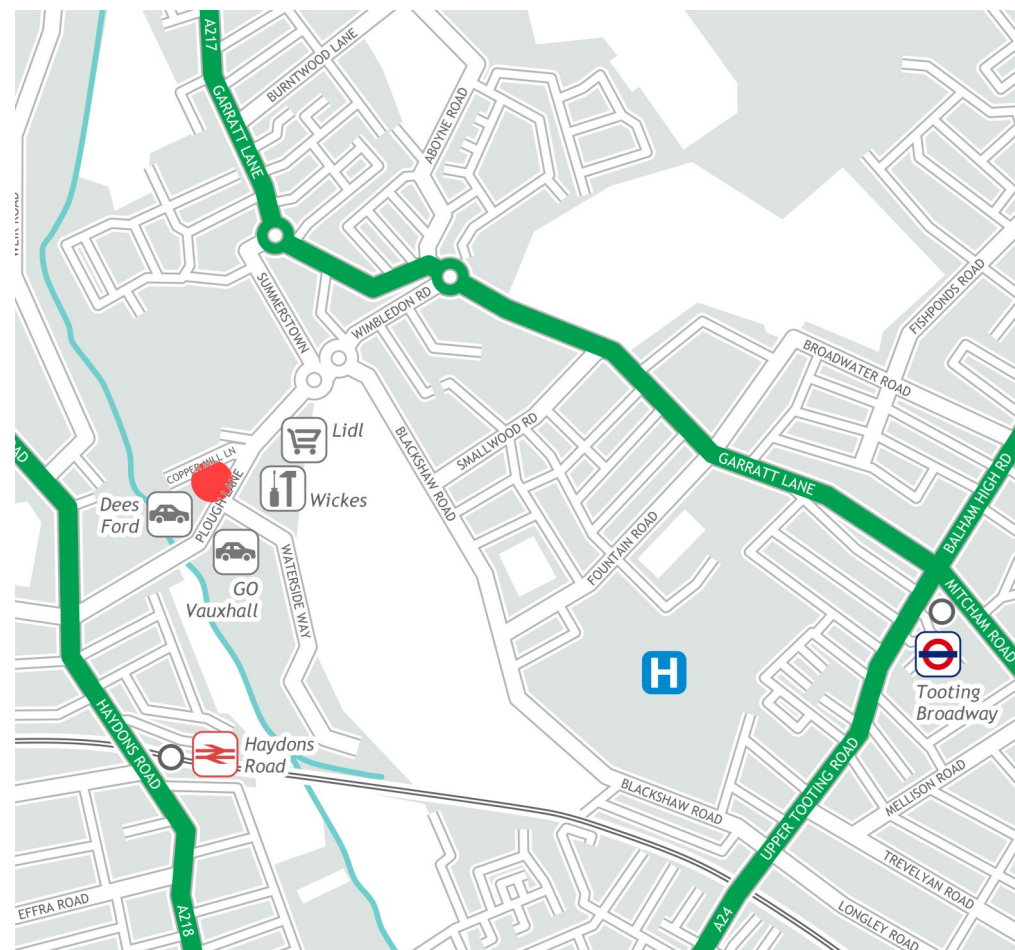 A217
BURNTWOOD LANE
GARRATT LANE
ABOYNE ROAD
WEIR ROAD
FISHPONDS ROAD
SUMMERSTOWN
WIMBLEDON RD
BROADWATER ROAD
Lidl
COPPER MILL LN
SMALLWOOD RD
BLACKSHAW ROAD
GARRATT LANE
BALHAM HIGH RD
Dees
Ford
PLOUGH LANE
Wickes
FOUNTAIN ROAD
GO
Vauxhall
WATERSIDE WAY
MITCHAM ROAD
H
Tooting
Broadway
HAYDONS ROAD
Haydons
Road
BLACKSHAW ROAD
UPPER TOOTING ROAD
MELLISON ROAD
TREVELYAN ROAD
EFFRA ROAD
A218
A24
LONGLEY ROAD